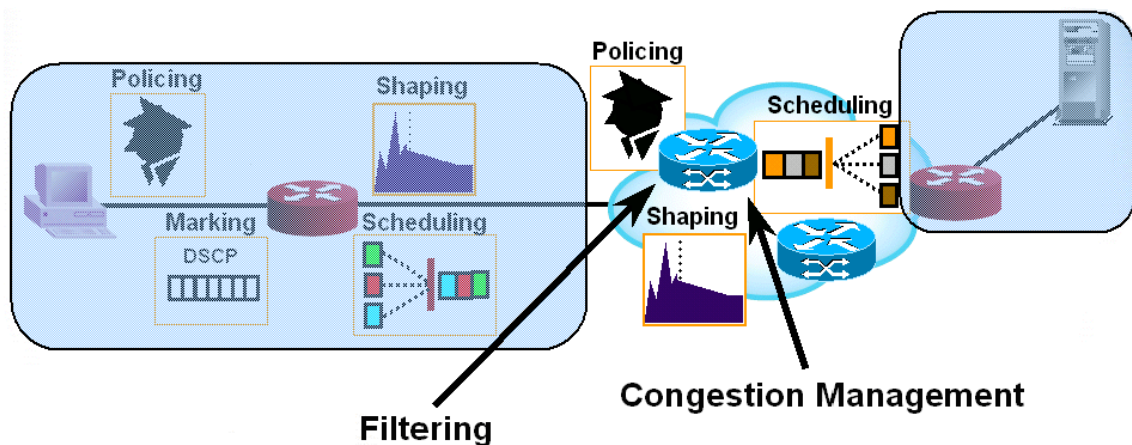 Policing
Shaping
Marking
DSCP
Scheduling
Policing
Scheduling
Shaping
Filtering
Congestion Management